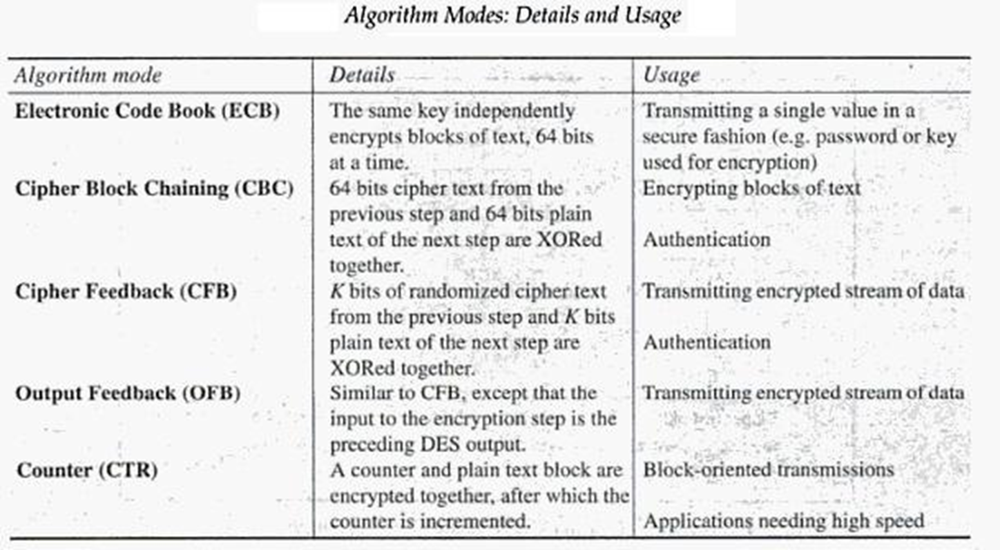 Algorithm Modes: Details and Usage
Algorithm mode
Details
Usage
Electronic Code Book (ECB)
The same key independently
encrypts blocks of text, 64 bits
at a time.
Transmitting a single value in a
secure fashion (e.g. password or key
used for encryption)
Cipher Block Chaining (CBC)
64 bits cipher text from the
previous step and 64 bits plain
text of the next step are XORed
together.
Encrypting blocks of text
Authentication
Cipher Feedback (CFB)
K bits of randomized cipher text
from the previous step and K bits
plain text of the next step are
XORed together.
Transmitting encrypted stream of data
Authentication
Output Feedback (OFB)
Similar to CFB, except that the
input to the encryption step is the
preceding DES output.
Transmitting encrypted stream of data
Counter (CTR)
A counter and plain text block are
encrypted together, after which the
counter is incremented.
Block-oriented transmissions
Applications needing high speed